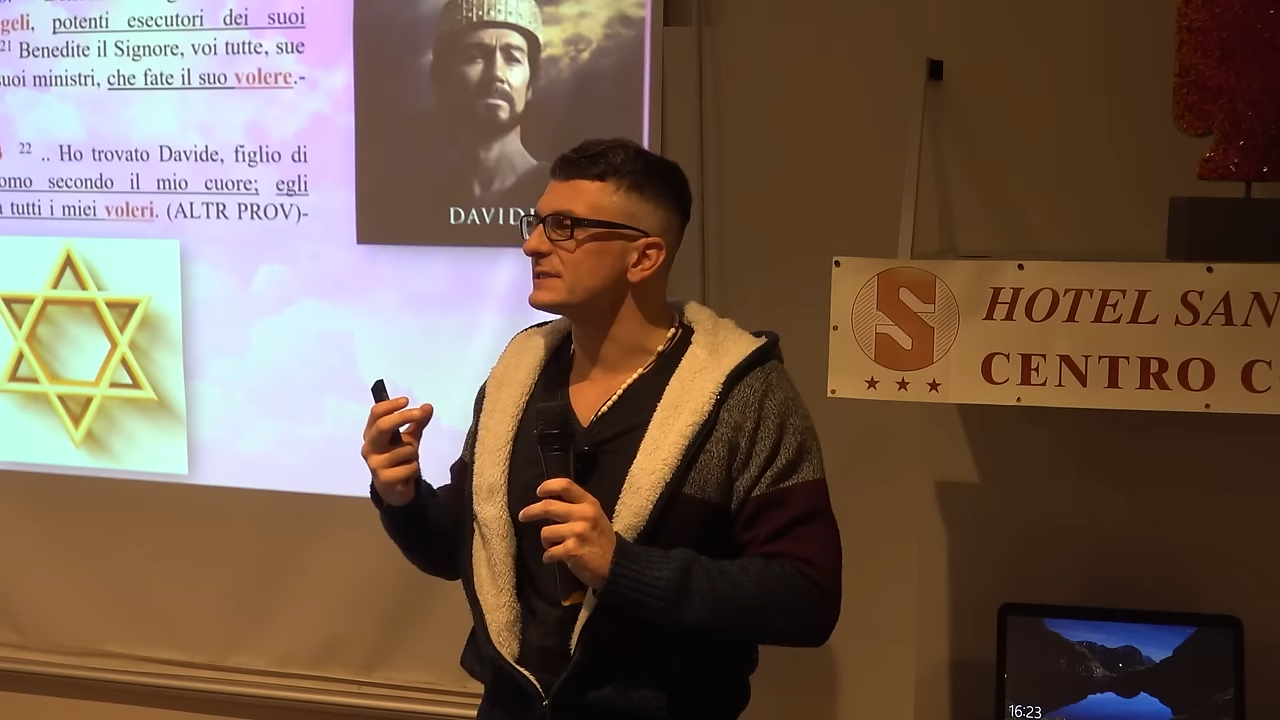 geli, potenti esecutori dei suoi
21 Benedite il Signore, voi tutte, sue
suoi ministri, che fate il suo volere.-
22 .. Ho trovato Davide, figlio di
omo secondo il mio cuore; egli
tutti i miei voleri. (ALTR PROV)-
DAVID
S
HOTEL SAN
CENTRO C
16:23